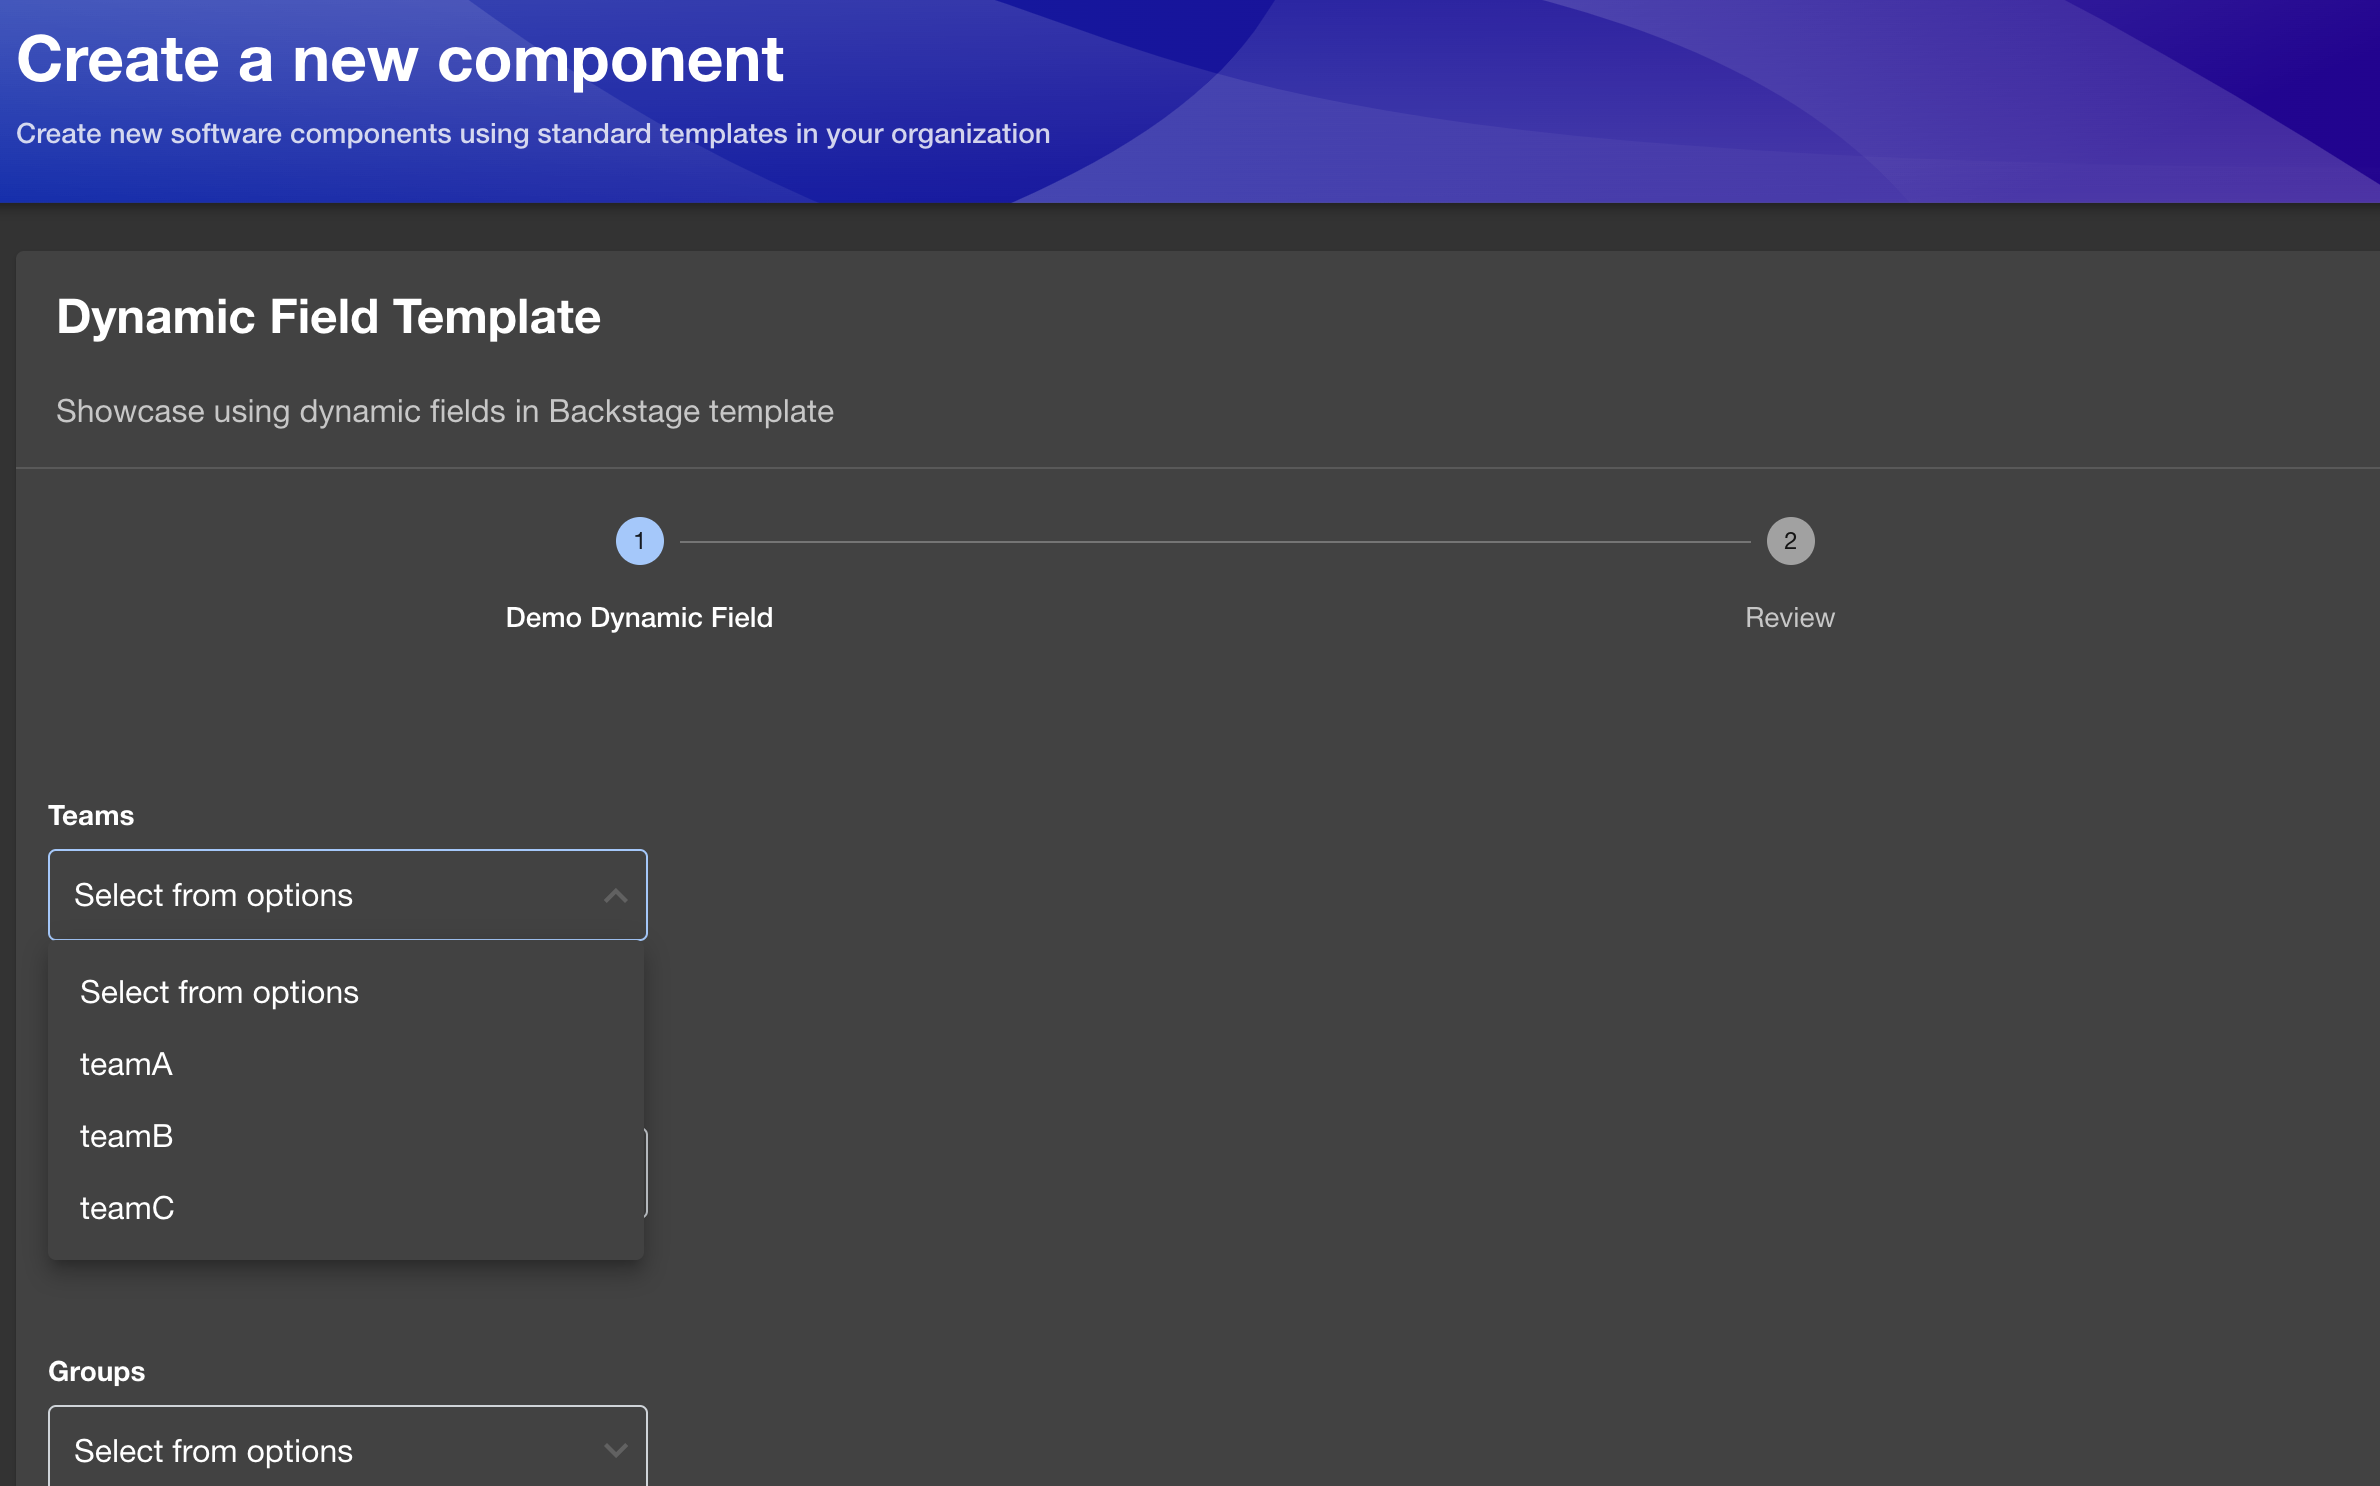 Create a new component
Create new software components using standard templates in your organization
Dynamic Field Template
Showcase using dynamic fields in Backstage template
1
2
Demo Dynamic Field
Review
Teams
Select from options
Select from options
teamA
teamB
teamC
Groups
Select from options